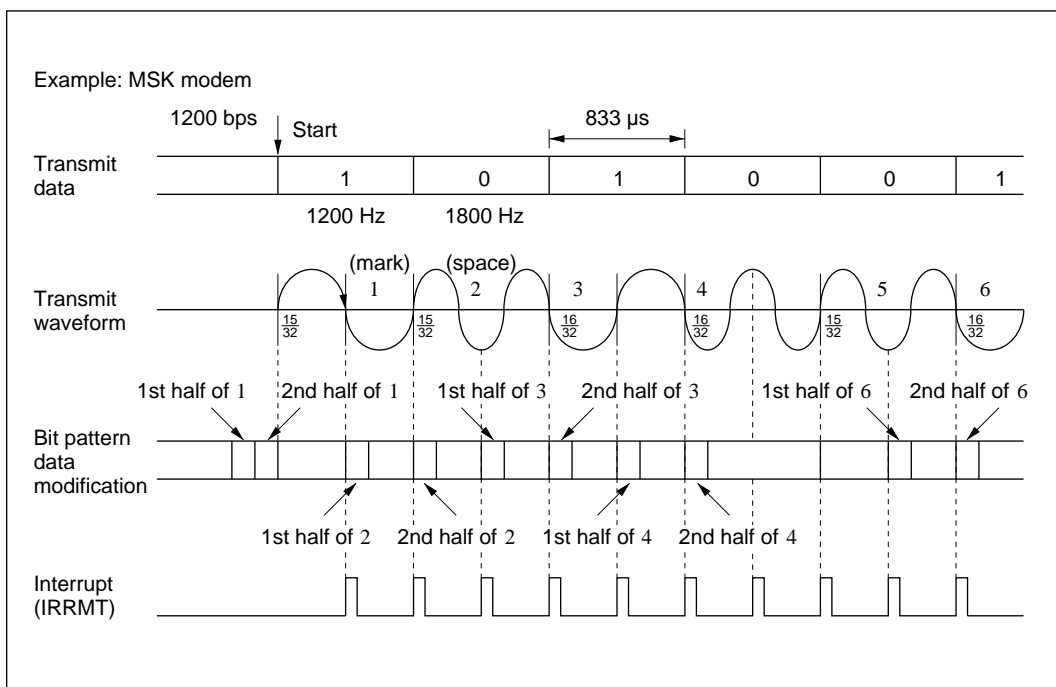 Example: MSK modem
1200 bps
Start
833 µs
Transmit
data
1 0 1 0 0 1
1200 Hz 1800 Hz
(mark) (space)
Transmit
waveform
1 2 3 4 5 6
15/32 15/32 16/32 16/32 15/32 16/32
1st half of 1 2nd half of 1 1st half of 3 2nd half of 3 1st half of 6 2nd half of 6
Bit pattern
data
modification
1st half of 2 2nd half of 2 1st half of 4 2nd half of 4
Interrupt
(IRRMT)